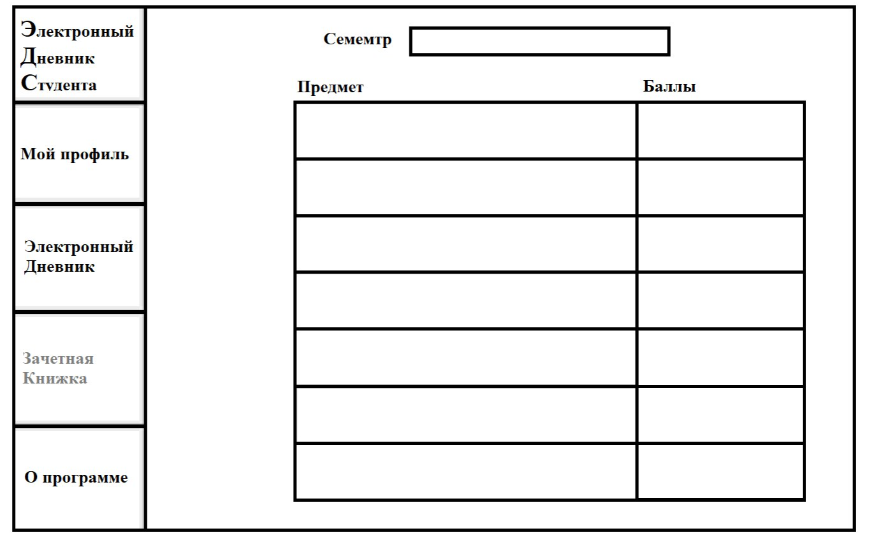 Электронный
Дневник
Студента
Мой профиль
Электронный
Дневник
Зачетная
Книжка
О программе
Семемтр
Предмет
Баллы